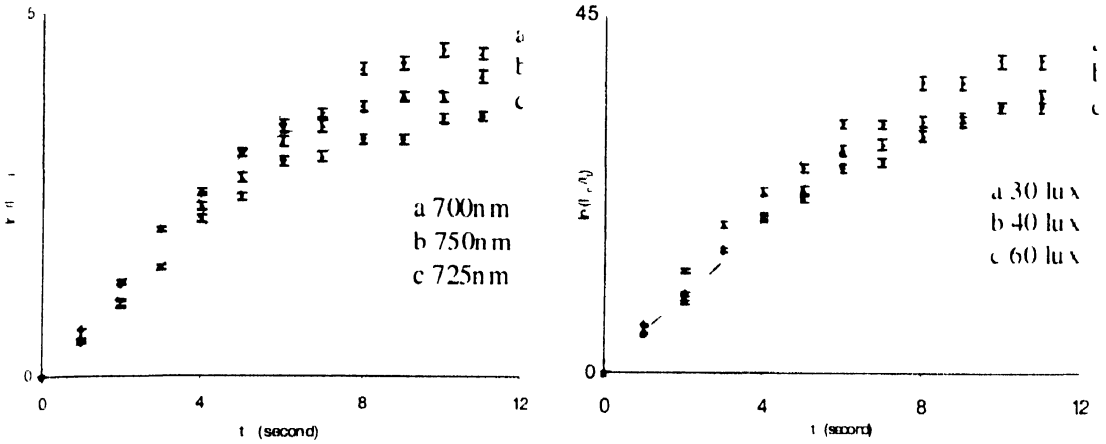 5
a
b
c
a 700nm
b 750nm
c 725nm
0
0 4 8 12
t (second)
45
a 30 lux
b 40 lux
c 60 lux
0
0 4 8 12
t (second)